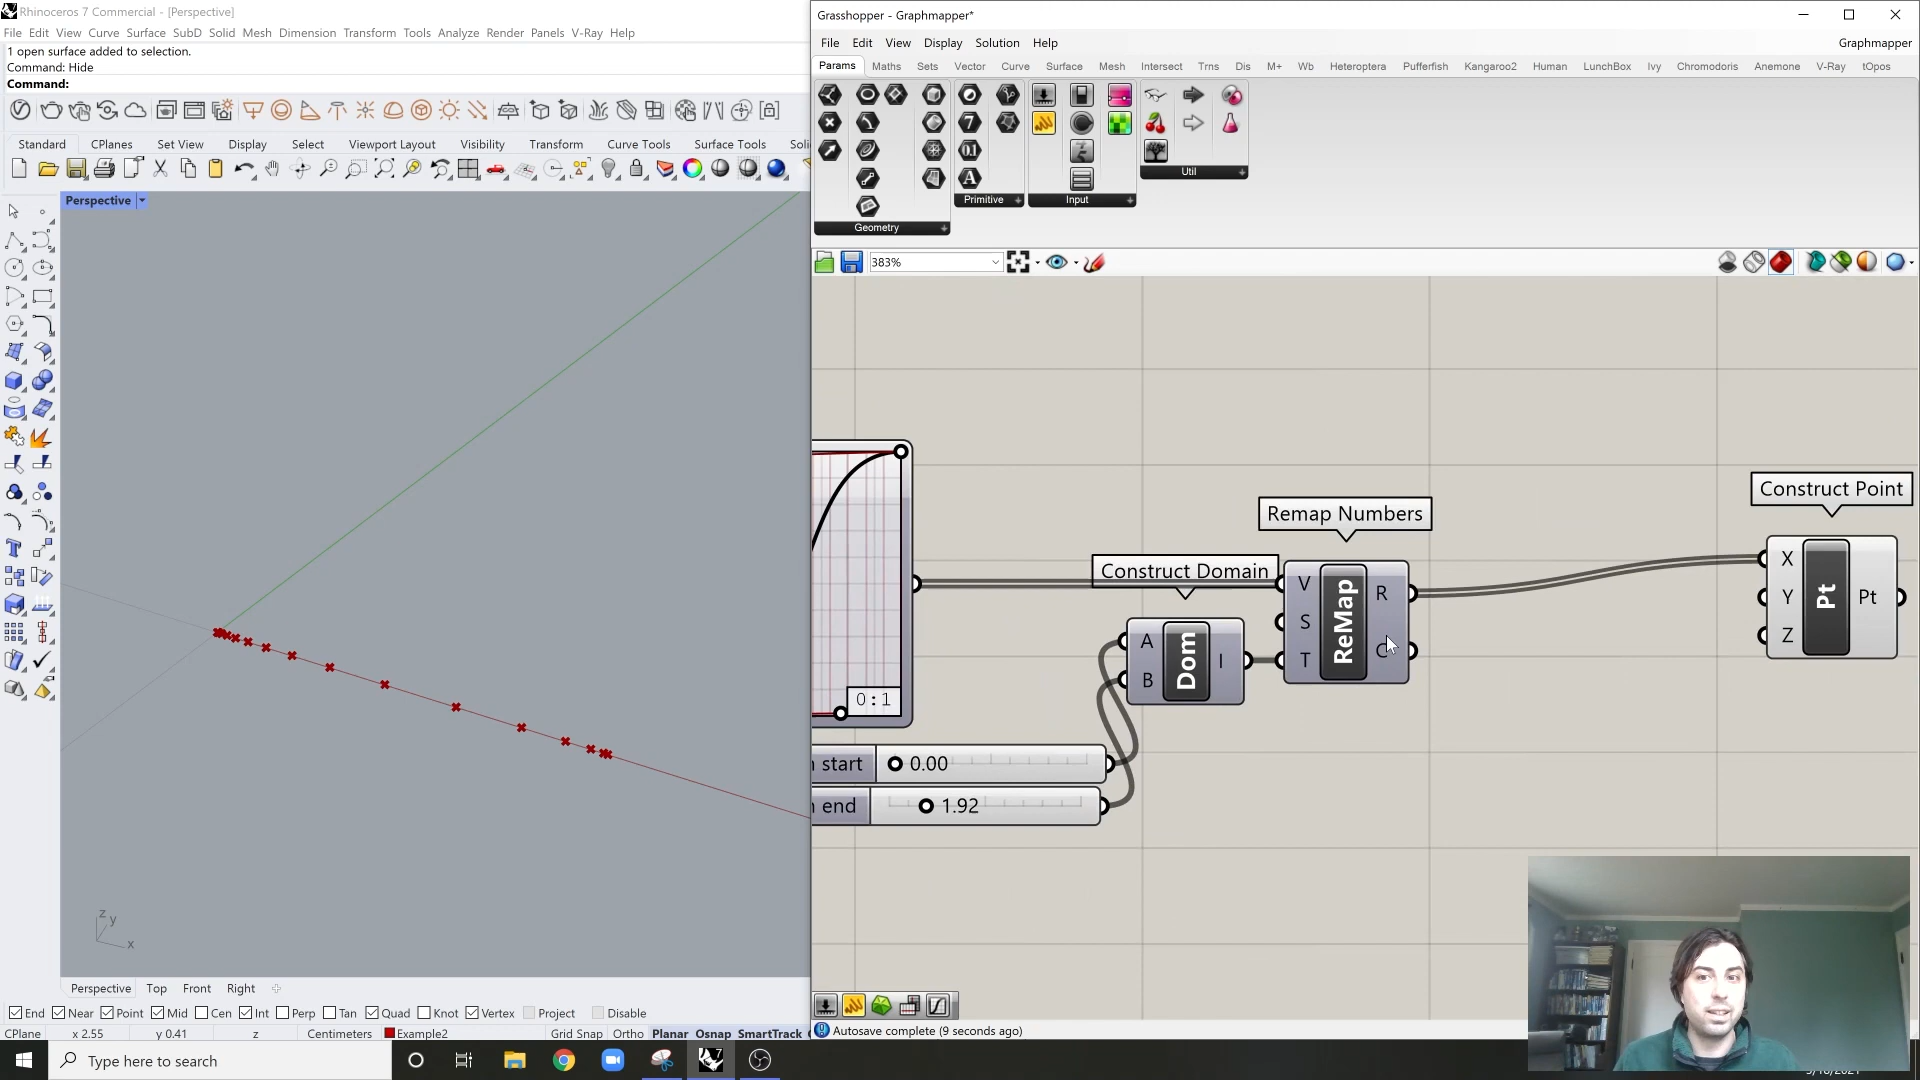 Rhinoceros 7 Commercial - [Perspective]
File Edit View Curve Surface SubD Solid Mesh Dimension Transform Tools Analyze Render Panels V-Ray Help
1 open surface added to selection.
Command: Hide
Command:
Standard CPlanes Set View Display Select Viewport Layout Visibility Transform Curve Tools Surface Tools
Perspective
z y
x
Perspective Top Front Right
End Near Point Mid Cen Int Perp Tan Quad Knot Vertex Project Disable
CPlane x 2.55 y 0.41 z Centimeters Example2 Grid Snap Ortho Planar Osnap SmartTrack
Type here to search
Grasshopper - Graphmapper*
File Edit View Display Solution Help Graphmapper
Params Maths Sets Vector Curve Surface Mesh Intersect Trns Dis M+ Wb Heteroptera Pufferfish Kangaroo2 Human LunchBox Ivy Chromodoris Anemone V-Ray tOpos
Util
Primitive Input
Geometry
383%
Construct Point
Remap Numbers
Construct Domain
X Y Z Pt Pt
V S T ReMap R C
A B Dom I
0 : 1
start 0.00
end 1.92
Autosave complete (9 seconds ago)